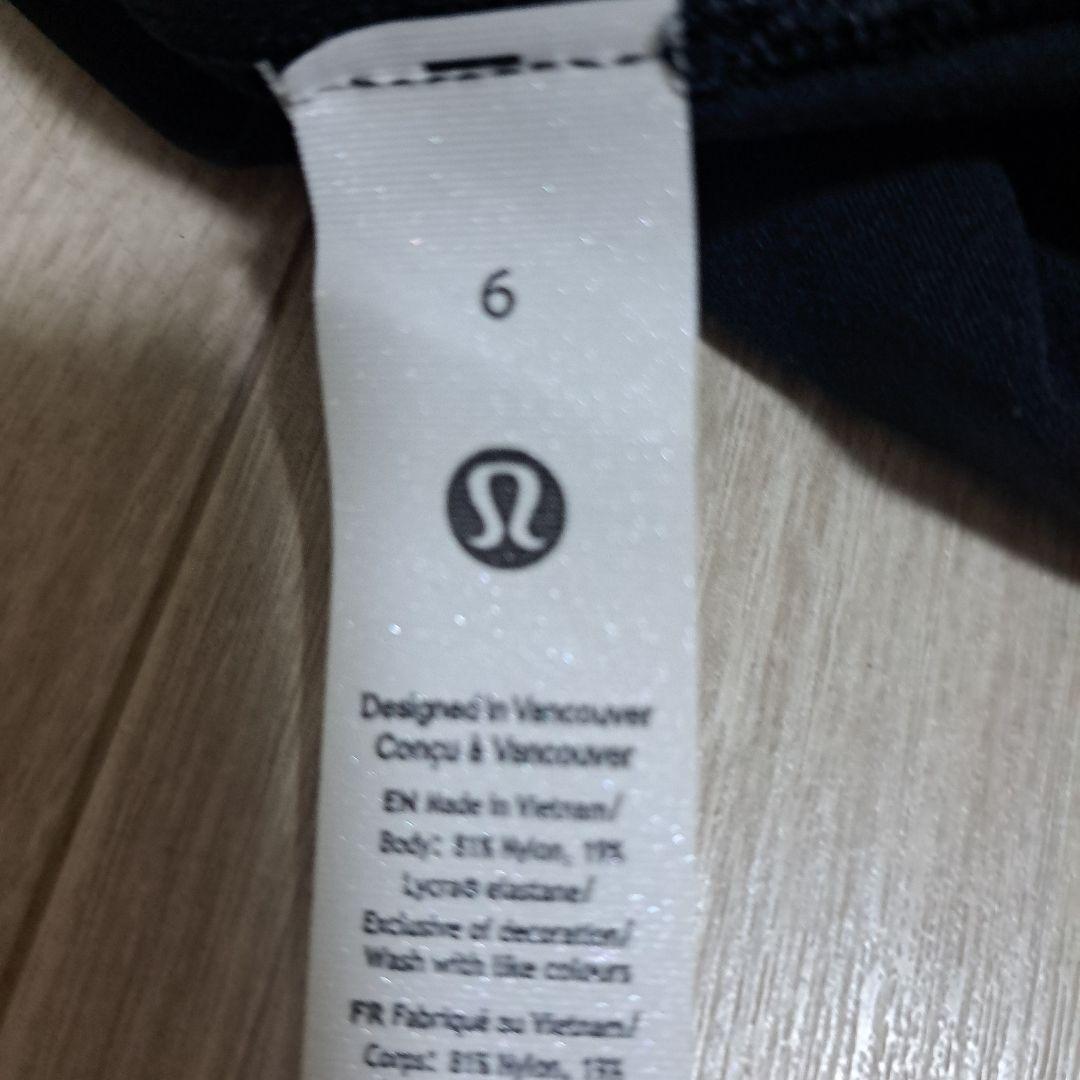 6
Designed in Vancouver
Conçu à Vancouver
EN Made in Vietnam/
Body: 81% Nylon, 19%
Lycra® elastane/
Exclusive of decoration/
Wash with like colours
FR Fabriqué au Vietnam/
Corps: 81% Nylon, 19%